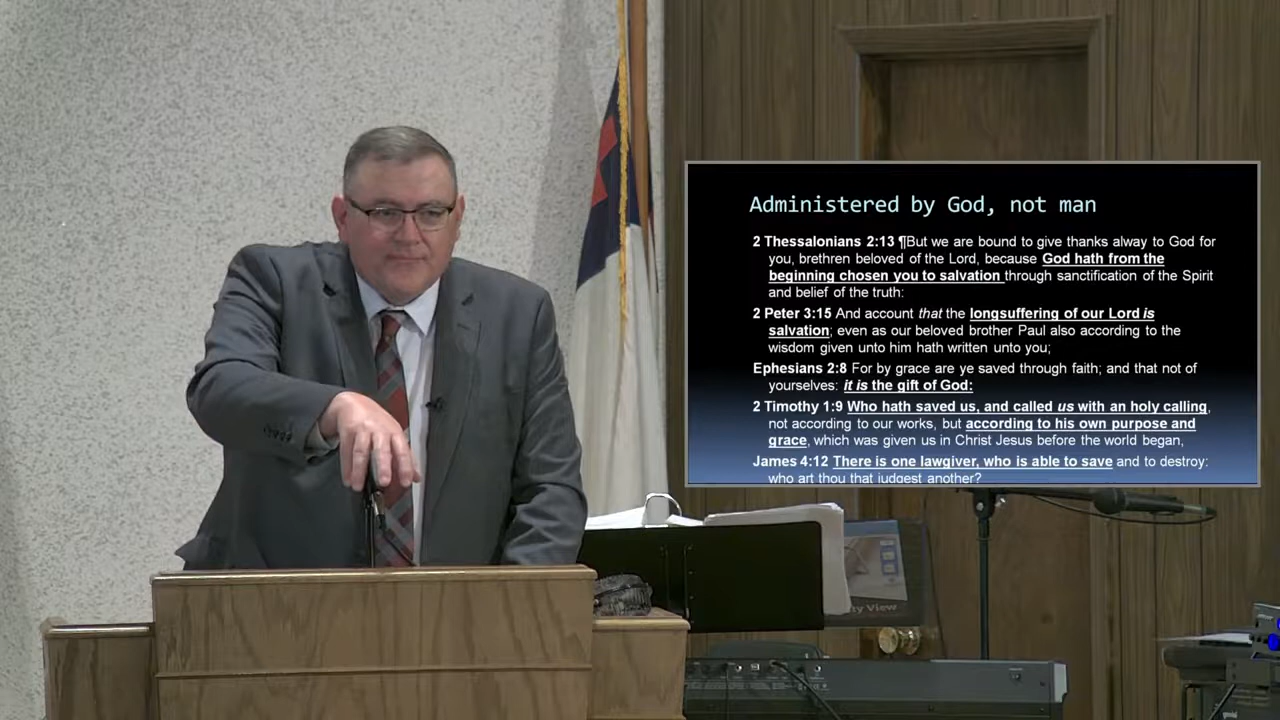 Administered by God, not man
2 Thessalonians 2:13 ¶But we are bound to give thanks alway to God for
you, brethren beloved of the Lord, because God hath from the
beginning chosen you to salvation through sanctification of the Spirit
and belief of the truth:
2 Peter 3:15 And account that the longsuffering of our Lord is
salvation; even as our beloved brother Paul also according to the
wisdom given unto him hath written unto you;
Ephesians 2:8 For by grace are ye saved through faith; and that not of
yourselves: it is the gift of God:
2 Timothy 1:9 Who hath saved us, and called us with an holy calling,
not according to our works, but according to his own purpose and
grace, which was given us in Christ Jesus before the world began,
James 4:12 There is one lawgiver, who is able to save and to destroy:
who art thou that judgest another?
View